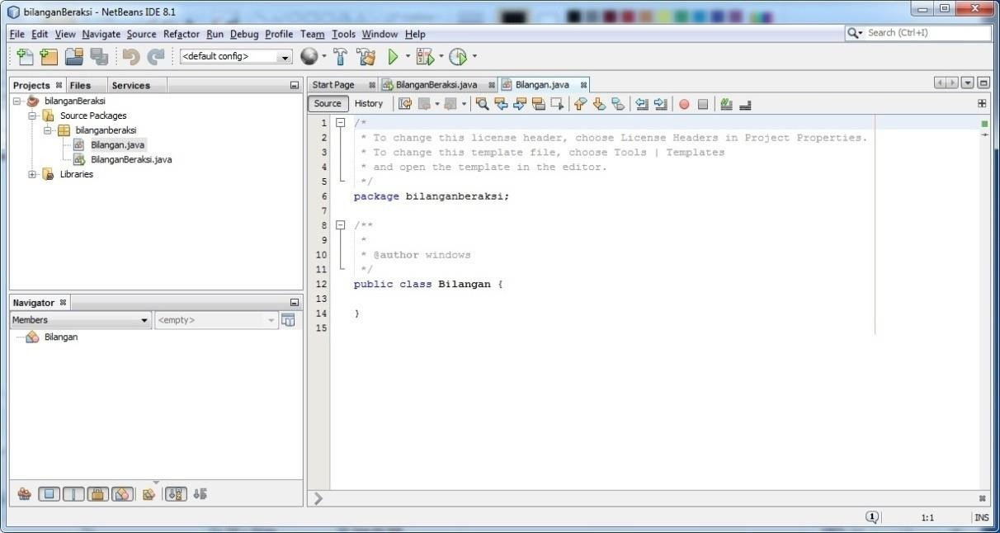 bilanganBeraksi - NetBeans IDE 8.1
File Edit View Navigate Source Refactor Run Debug Profile Team Tools Window Help
Search (Ctrl+I)
<default config>
Projects Files Services
bilanganBeraksi
Source Packages
bilanganberaksi
Bilangan.java
BilanganBeraksi.java
Libraries
Navigator
Members <empty>
Bilangan
Start Page BilanganBeraksi.java Bilangan.java
Source History
1 /*
2 * To change this license header, choose License Headers in Project Properties.
3 * To change this template file, choose Tools | Templates
4 * and open the template in the editor.
5 */
6 package bilanganberaksi;
7
8 /**
9 *
10 * @author windows
11 */
12 public class Bilangan {
13
14 }
15
1 1:1 INS